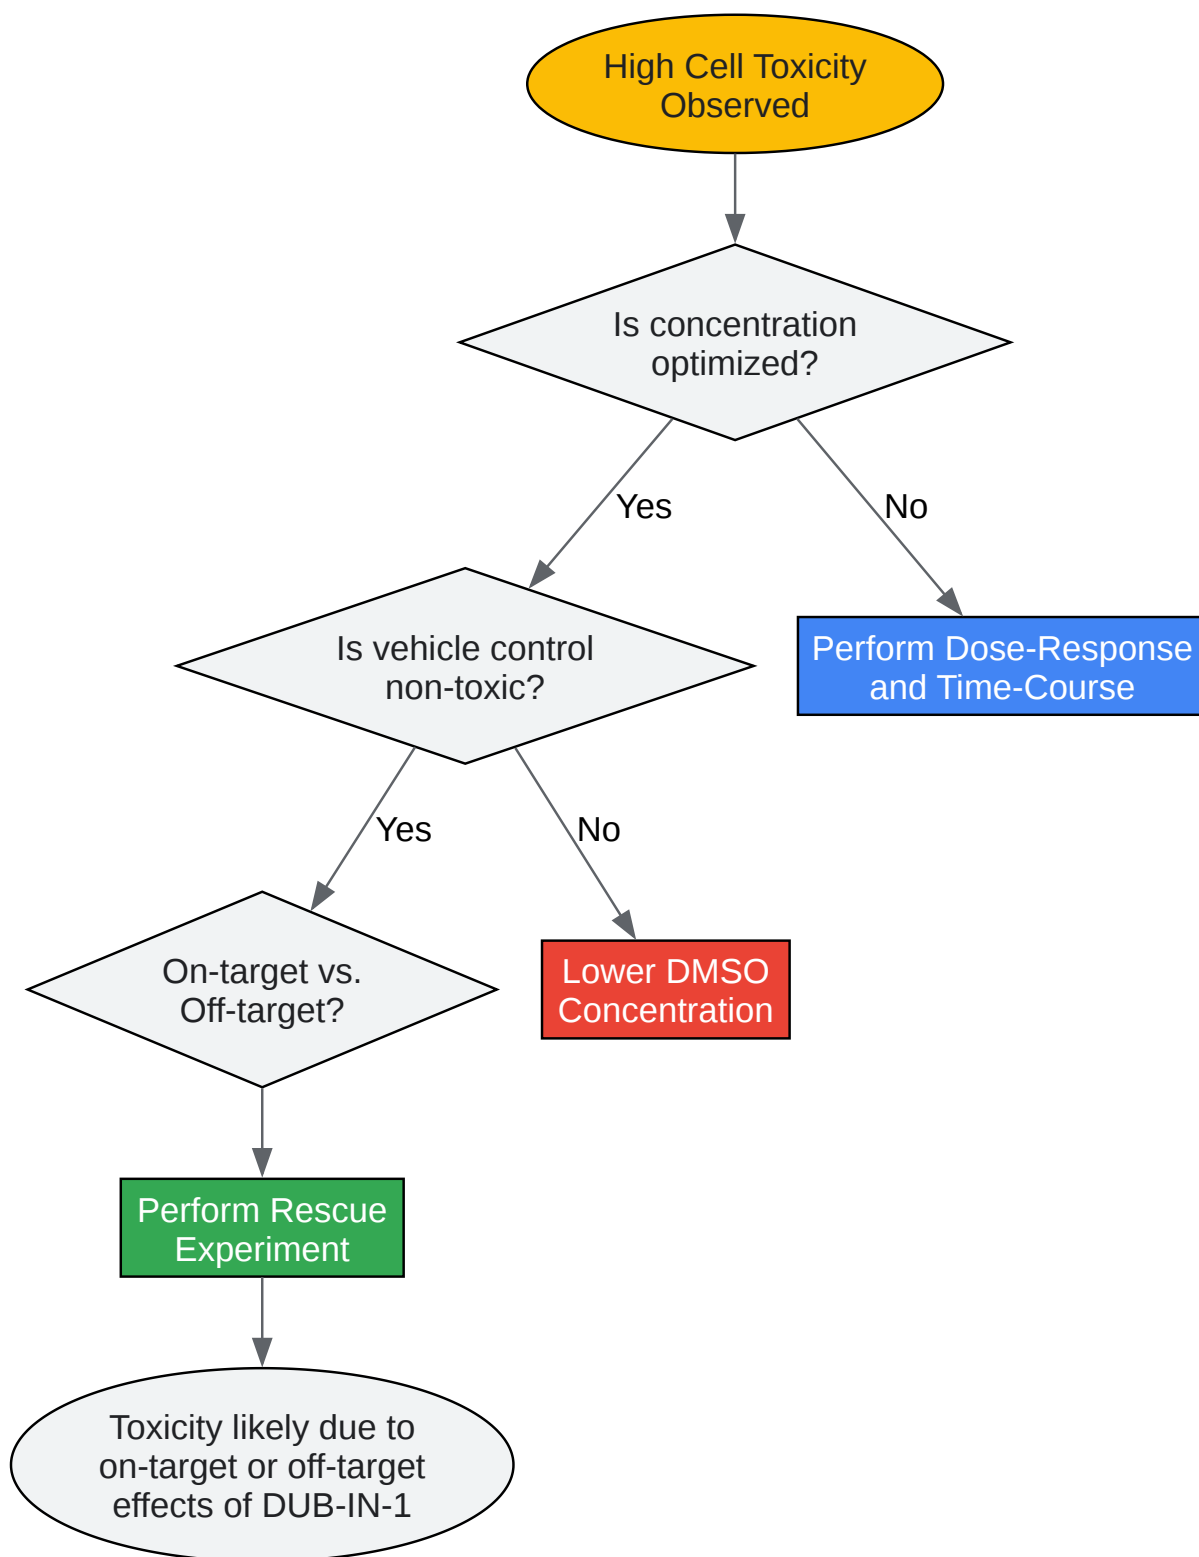 High Cell Toxicity
Observed
Is concentration
optimized?
Yes
No
Is vehicle control
non-toxic?
Perform Dose-Response
and Time-Course
Yes
No
On-target vs.
Off-target?
Lower DMSO
Concentration
Perform Rescue
Experiment
Toxicity likely due to
on-target or off-target
effects of DUB-IN-1